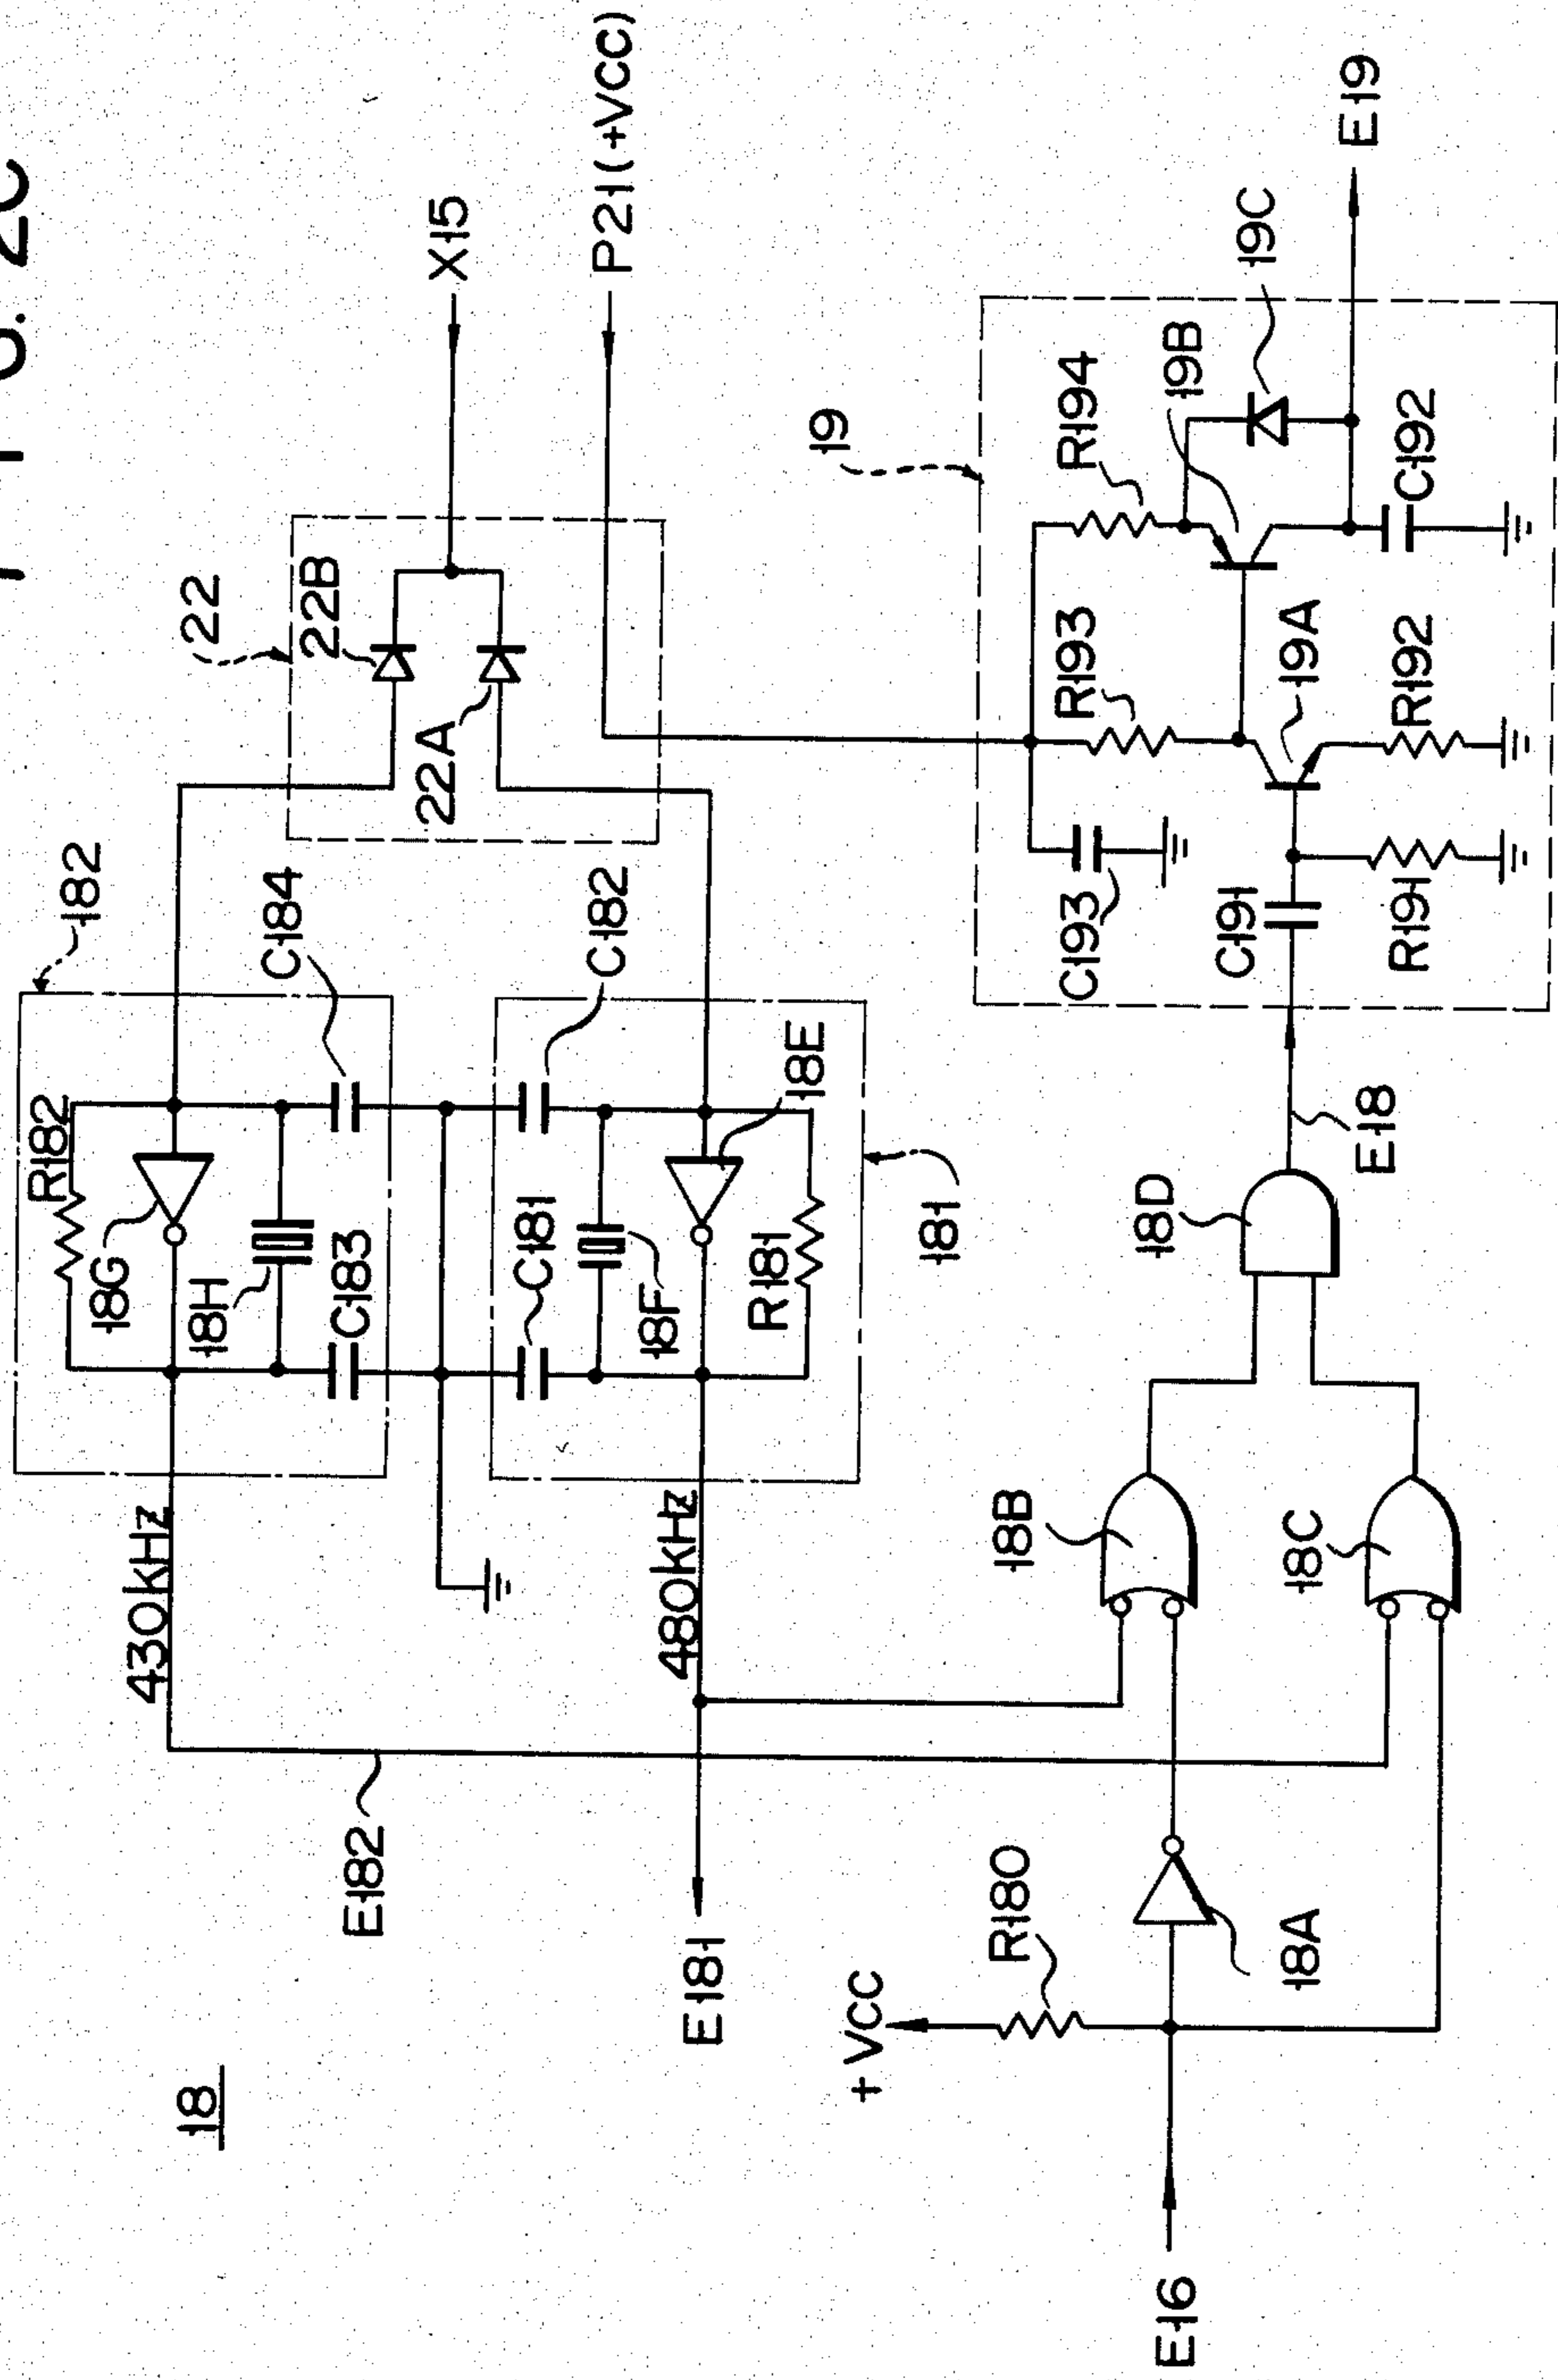 FIG. 2C
18
182
R182
18G
18H
C183
C184
430KHz
E182
22
22B
22A
X15
P21(+VCC)
C182
C181
18E
18F
R181
181
480KHz
E181
+VCC
R180
E16
18A
18B
18C
18D
E18
19
C193
C191
R191
R193
19A
R192
R194
19B
19C
C192
E19